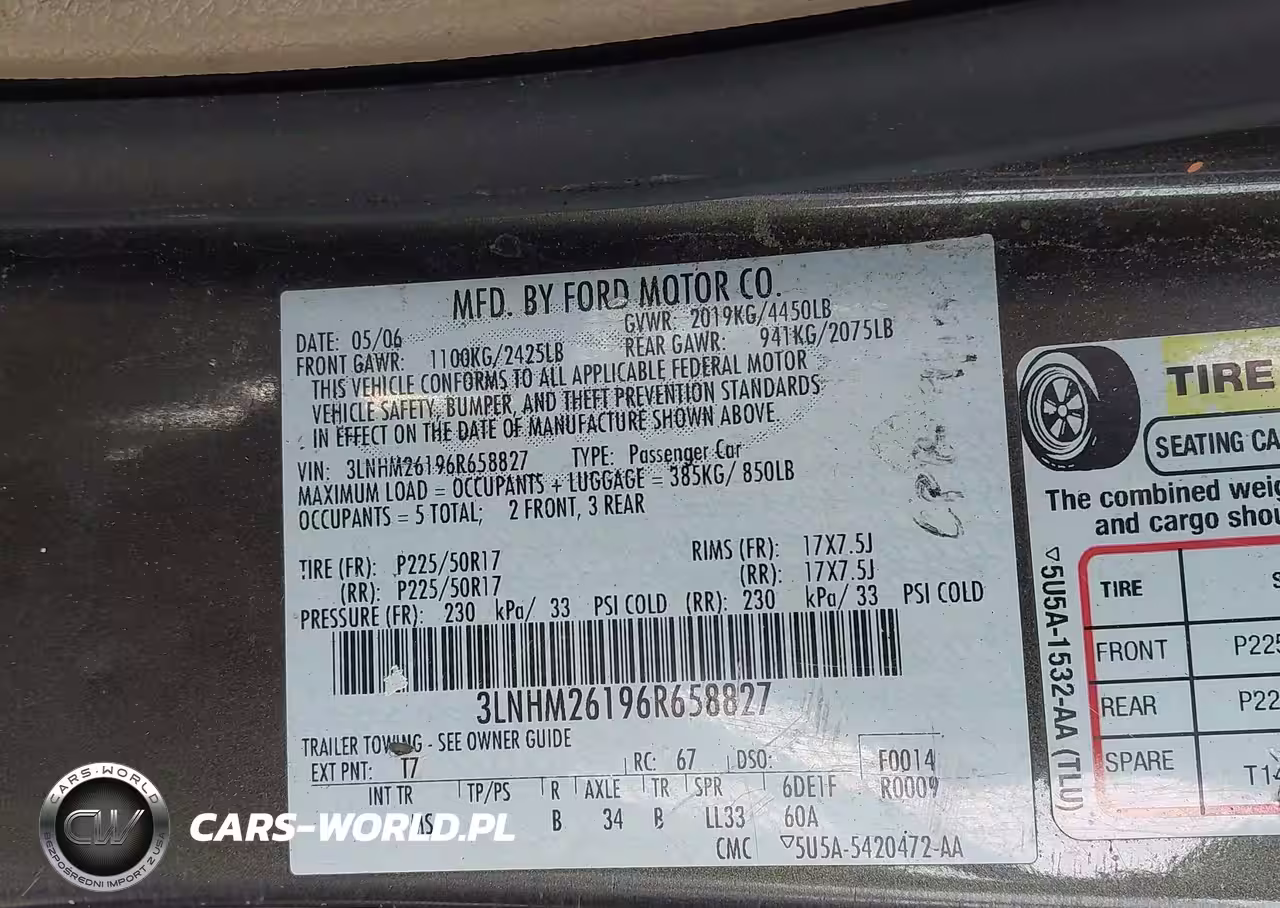 MFD. BY FORD MOTOR CO.
DATE: 05/06 GVWR: 2019KG/4450LB
FRONT GAWR: 1100KG/2425LB REAR GAWR: 941KG/2075LB
THIS VEHICLE CONFORMS TO ALL APPLICABLE FEDERAL MOTOR
VEHICLE SAFETY, BUMPER, AND THEFT PREVENTION STANDARDS
IN EFFECT ON THE DATE OF MANUFACTURE SHOWN ABOVE
VIN: 3LNHM26196R658827 TYPE: Passenger Car
MAXIMUM LOAD = OCCUPANTS + LUGGAGE = 385KG/ 850LB
OCCUPANTS = 5 TOTAL; 2 FRONT, 3 REAR
TIRE (FR): P225/50R17 RIMS (FR): 17X7.5J
(RR): P225/50R17 (RR): 17X7.5J
PRESSURE (FR): 230 kPa/ 33 PSI COLD (RR): 230 kPa/ 33 PSI COLD
3LNHM26196R658827
TRAILER TOWING - SEE OWNER GUIDE
EXT PNT: T7 RC: 67 DSO: F0014
INT TR TP/PS R AXLE TR SPR 6DE1F R0009
B 34 B LL33 60A
CMC ▽5U5A-5420472-AA
TIRE
SEATING CA
The combined weig
and cargo shou
▽5U5A-1532-AA (TLU)
TIRE S
FRONT P225
REAR P22
SPARE T14
CARS-WORLD
CW
BEZPOŚREDNI IMPORT Z USA
CARS-WORLD.PL